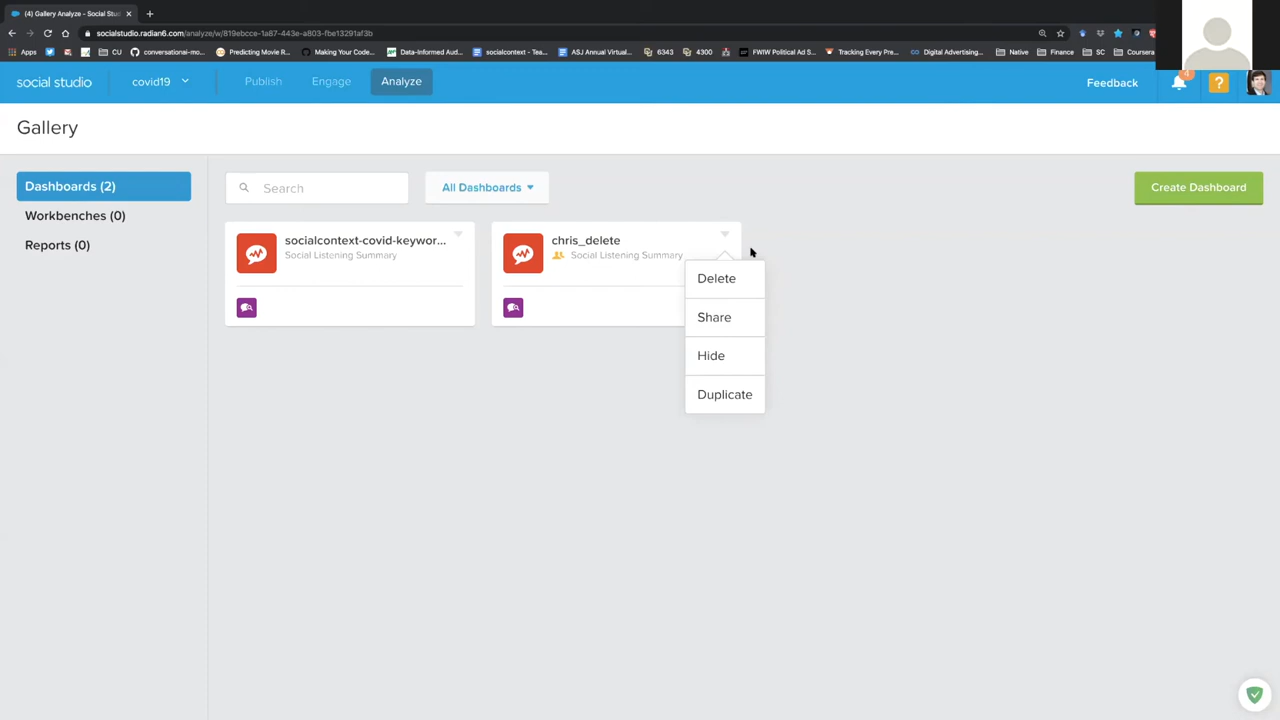 (4) Gallery Analyze - Social Stu
socialstudio.radian6.com/analyze/w/819ebcce-1a87-443e-a803-fbe13291af3b
Apps CU conversational-mo... Predicting Movie R... Making Your Code... Data-Informed Aud... socialcontext - Tea... ASJ Annual Virtual... 6343 4300 FWIW Political Ad S... Tracking Every Pre... Digital Advertising... Native Finance SC Coursera
social studio covid19 Publish Engage Analyze Feedback 4 ?
Gallery
Dashboards (2)
Workbenches (0)
Reports (0)
Search All Dashboards Create Dashboard
socialcontext-covid-keywor...
Social Listening Summary
chris_delete
Social Listening Summary
Delete
Share
Hide
Duplicate